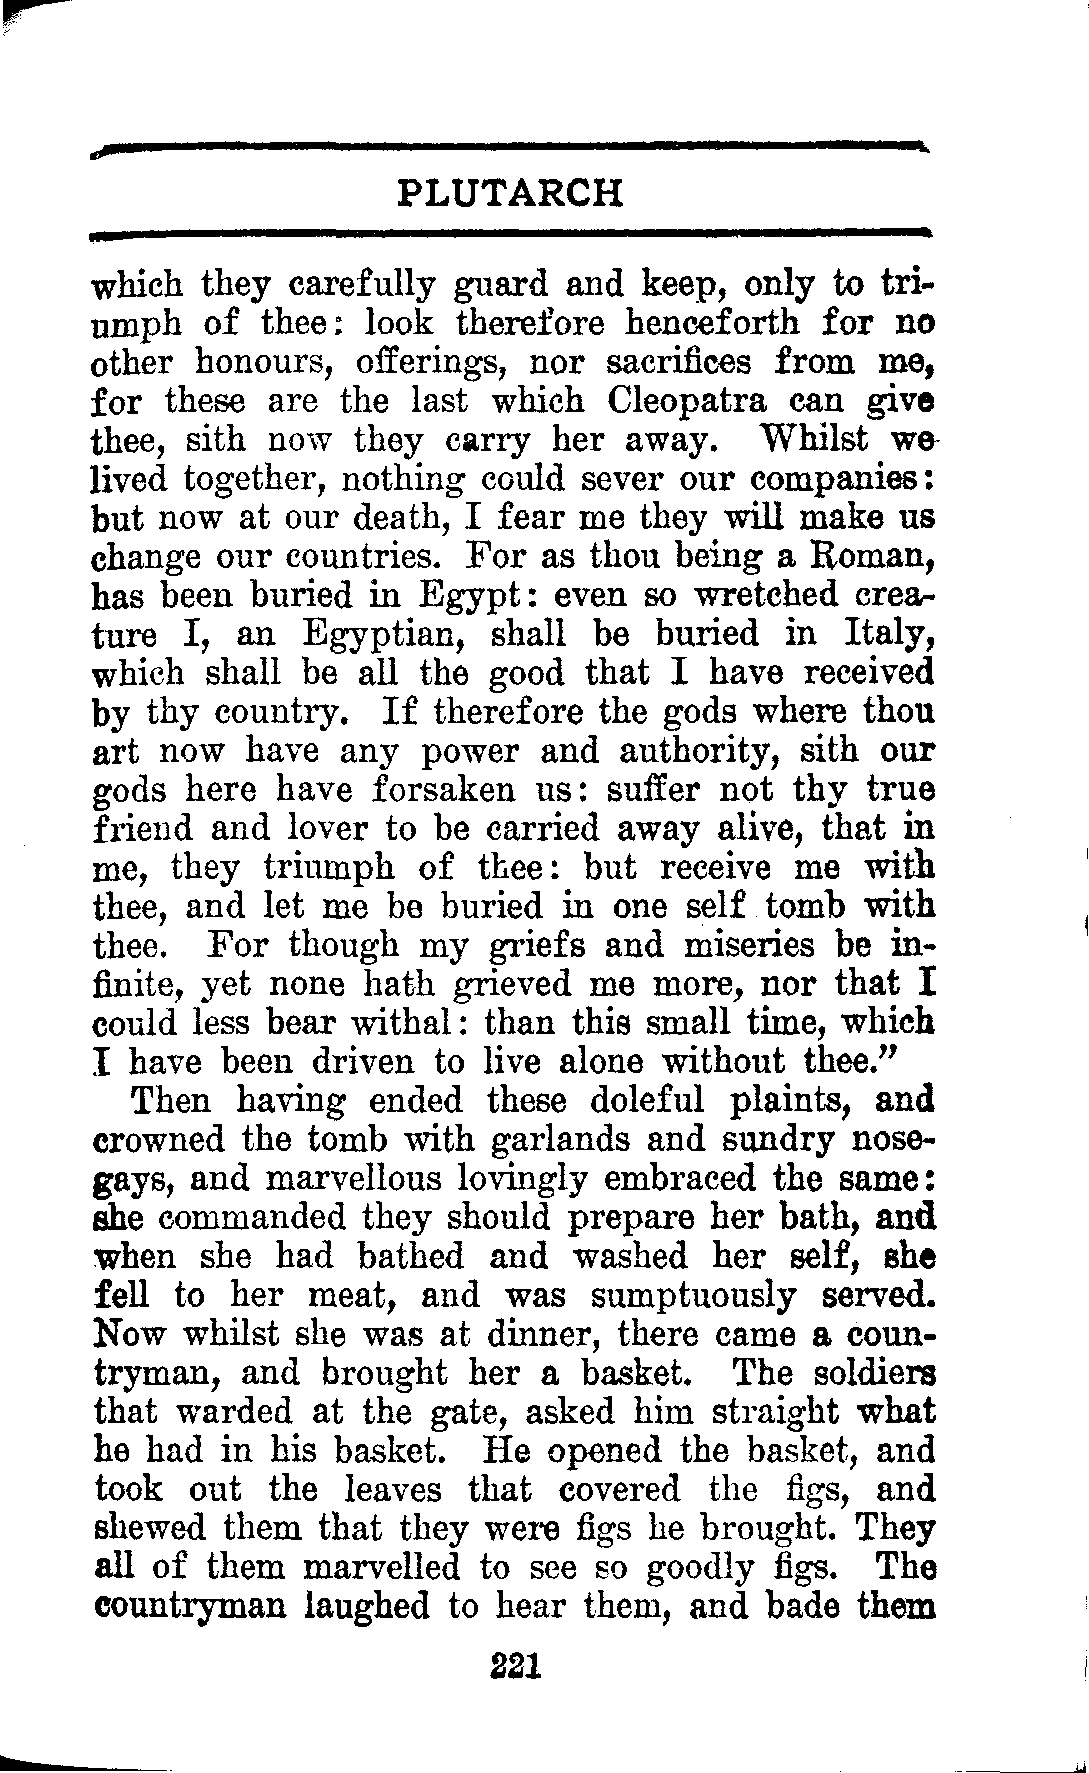 PLUTARCH
which they carefully guard and keep, only to tri-
umph of thee: look therefore henceforth for no
other honours, offerings, nor sacrifices from me,
for these are the last which Cleopatra can give
thee, sith now they carry her away. Whilst we
lived together, nothing could sever our companies:
but now at our death, I fear me they will make us
change our countries. For as thou being a Roman,
has been buried in Egypt: even so wretched crea-
ture I, an Egyptian, shall be buried in Italy,
which shall be all the good that I have received
by thy country. If therefore the gods where thou
art now have any power and authority, sith our
gods here have forsaken us: suffer not thy true
friend and lover to be carried away alive, that in
me, they triumph of thee: but receive me with
thee, and let me be buried in one self tomb with
thee. For though my griefs and miseries be in-
finite, yet none hath grieved me more, nor that I
could less bear withal: than this small time, which
I have been driven to live alone without thee."
Then having ended these doleful plaints, and
crowned the tomb with garlands and sundry nose-
gays, and marvellous lovingly embraced the same:
she commanded they should prepare her bath, and
when she had bathed and washed her self, she
fell to her meat, and was sumptuously served.
Now whilst she was at dinner, there came a coun-
tryman, and brought her a basket. The soldiers
that warded at the gate, asked him straight what
he had in his basket. He opened the basket, and
took out the leaves that covered the figs, and
shewed them that they were figs he brought. They
all of them marvelled to see so goodly figs. The
countryman laughed to hear them, and bade them
221